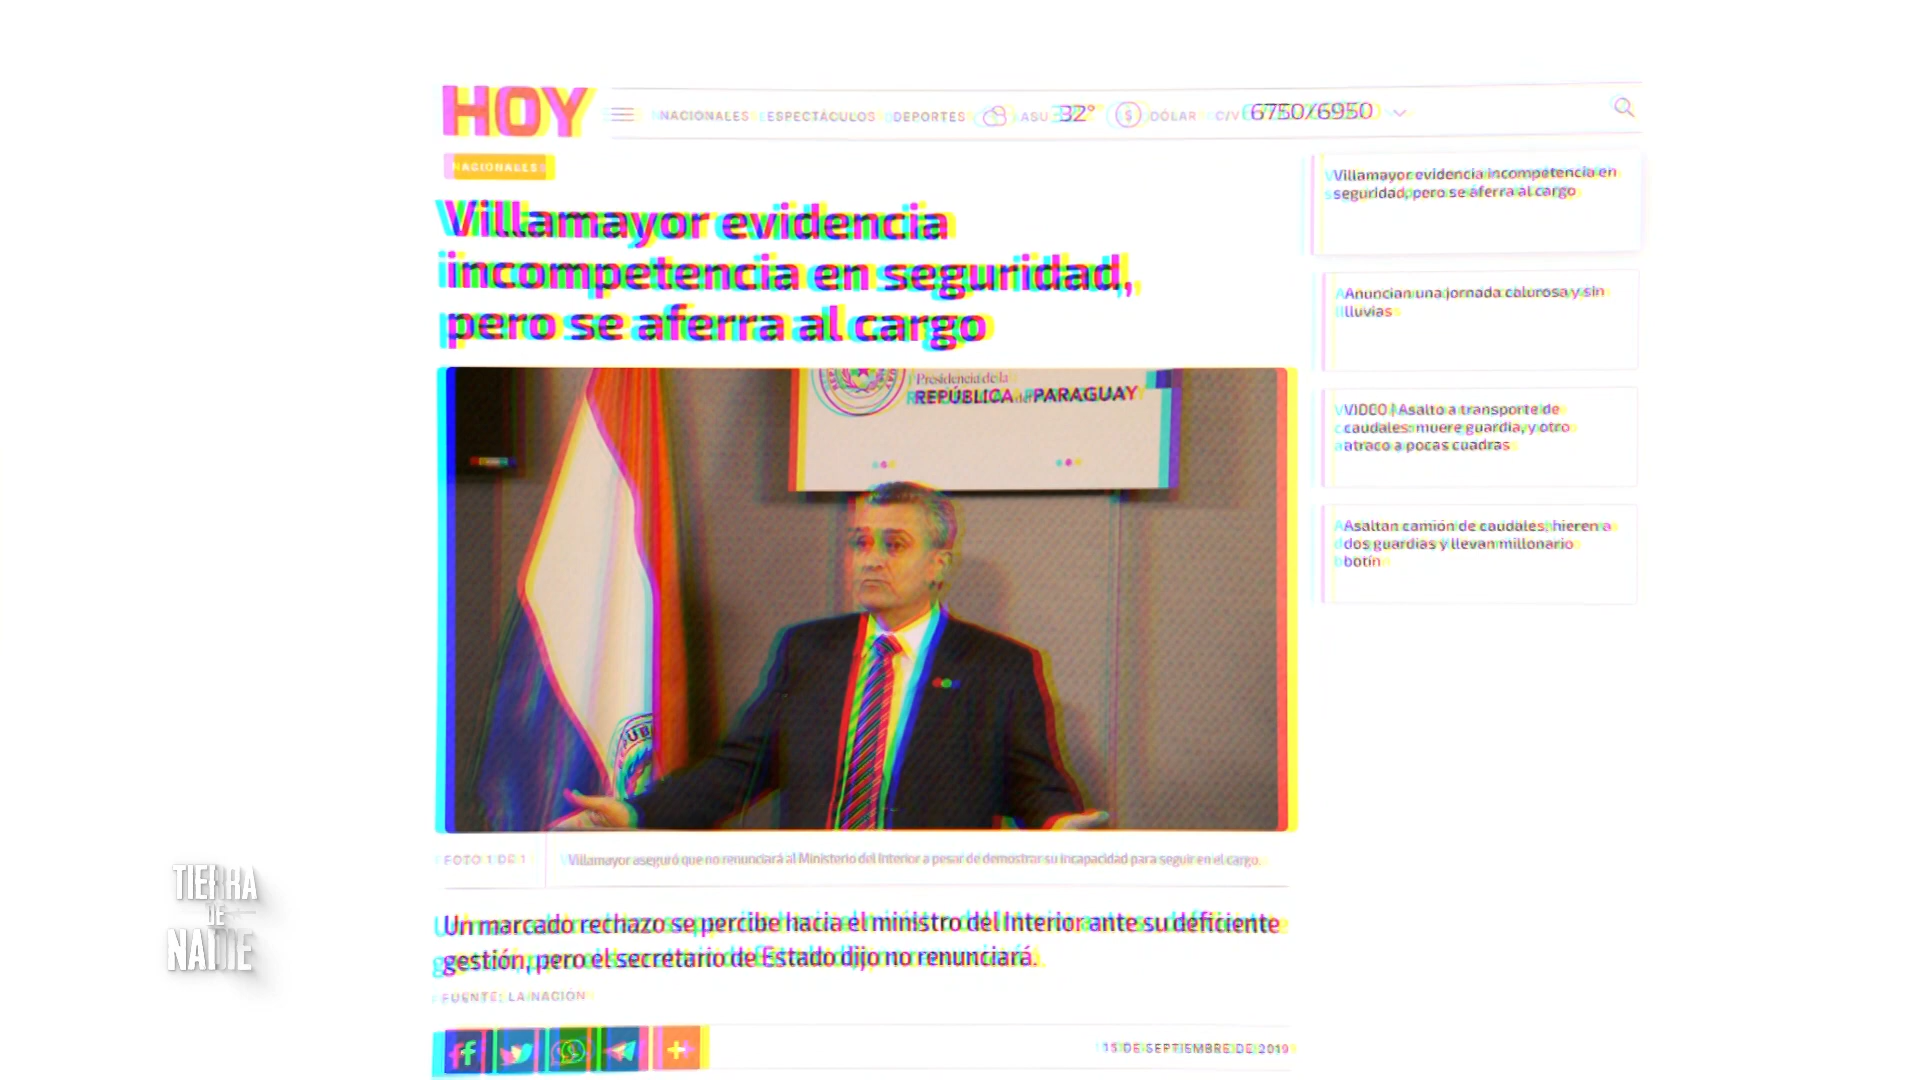 HOY
NACIONALES ESPECTÁCULOS DEPORTES ASU 32° $ DÓLAR C/V 6750/6950
NACIONALES
Villamayor evidencia
incompetencia en seguridad,
pero se aferra al cargo
Presidencia de la
REPÚBLICA del PARAGUAY
FOTO 1 DE 1
Villamayor aseguró que no renunciará al Ministerio del Interior a pesar de demostrar su incapacidad para seguir en el cargo.
Un marcado rechazo se percibe hacia el ministro del Interior ante su deficiente
gestión, pero el secretario de Estado dijo no renunciará.
FUENTE: LA NACIÓN
15 DE SEPTIEMBRE DE 2019
Villamayor evidencia incompetencia en
seguridad, pero se aferra al cargo
Anuncian una jornada calurosa y sin
lluvias
VIDEO | Asalto a transporte de
caudales: muere guardia, y otro
atraco a pocas cuadras
Asaltan camión de caudales, hieren a
dos guardias y llevan millonario
botín
TIERRA
DE
NADIE